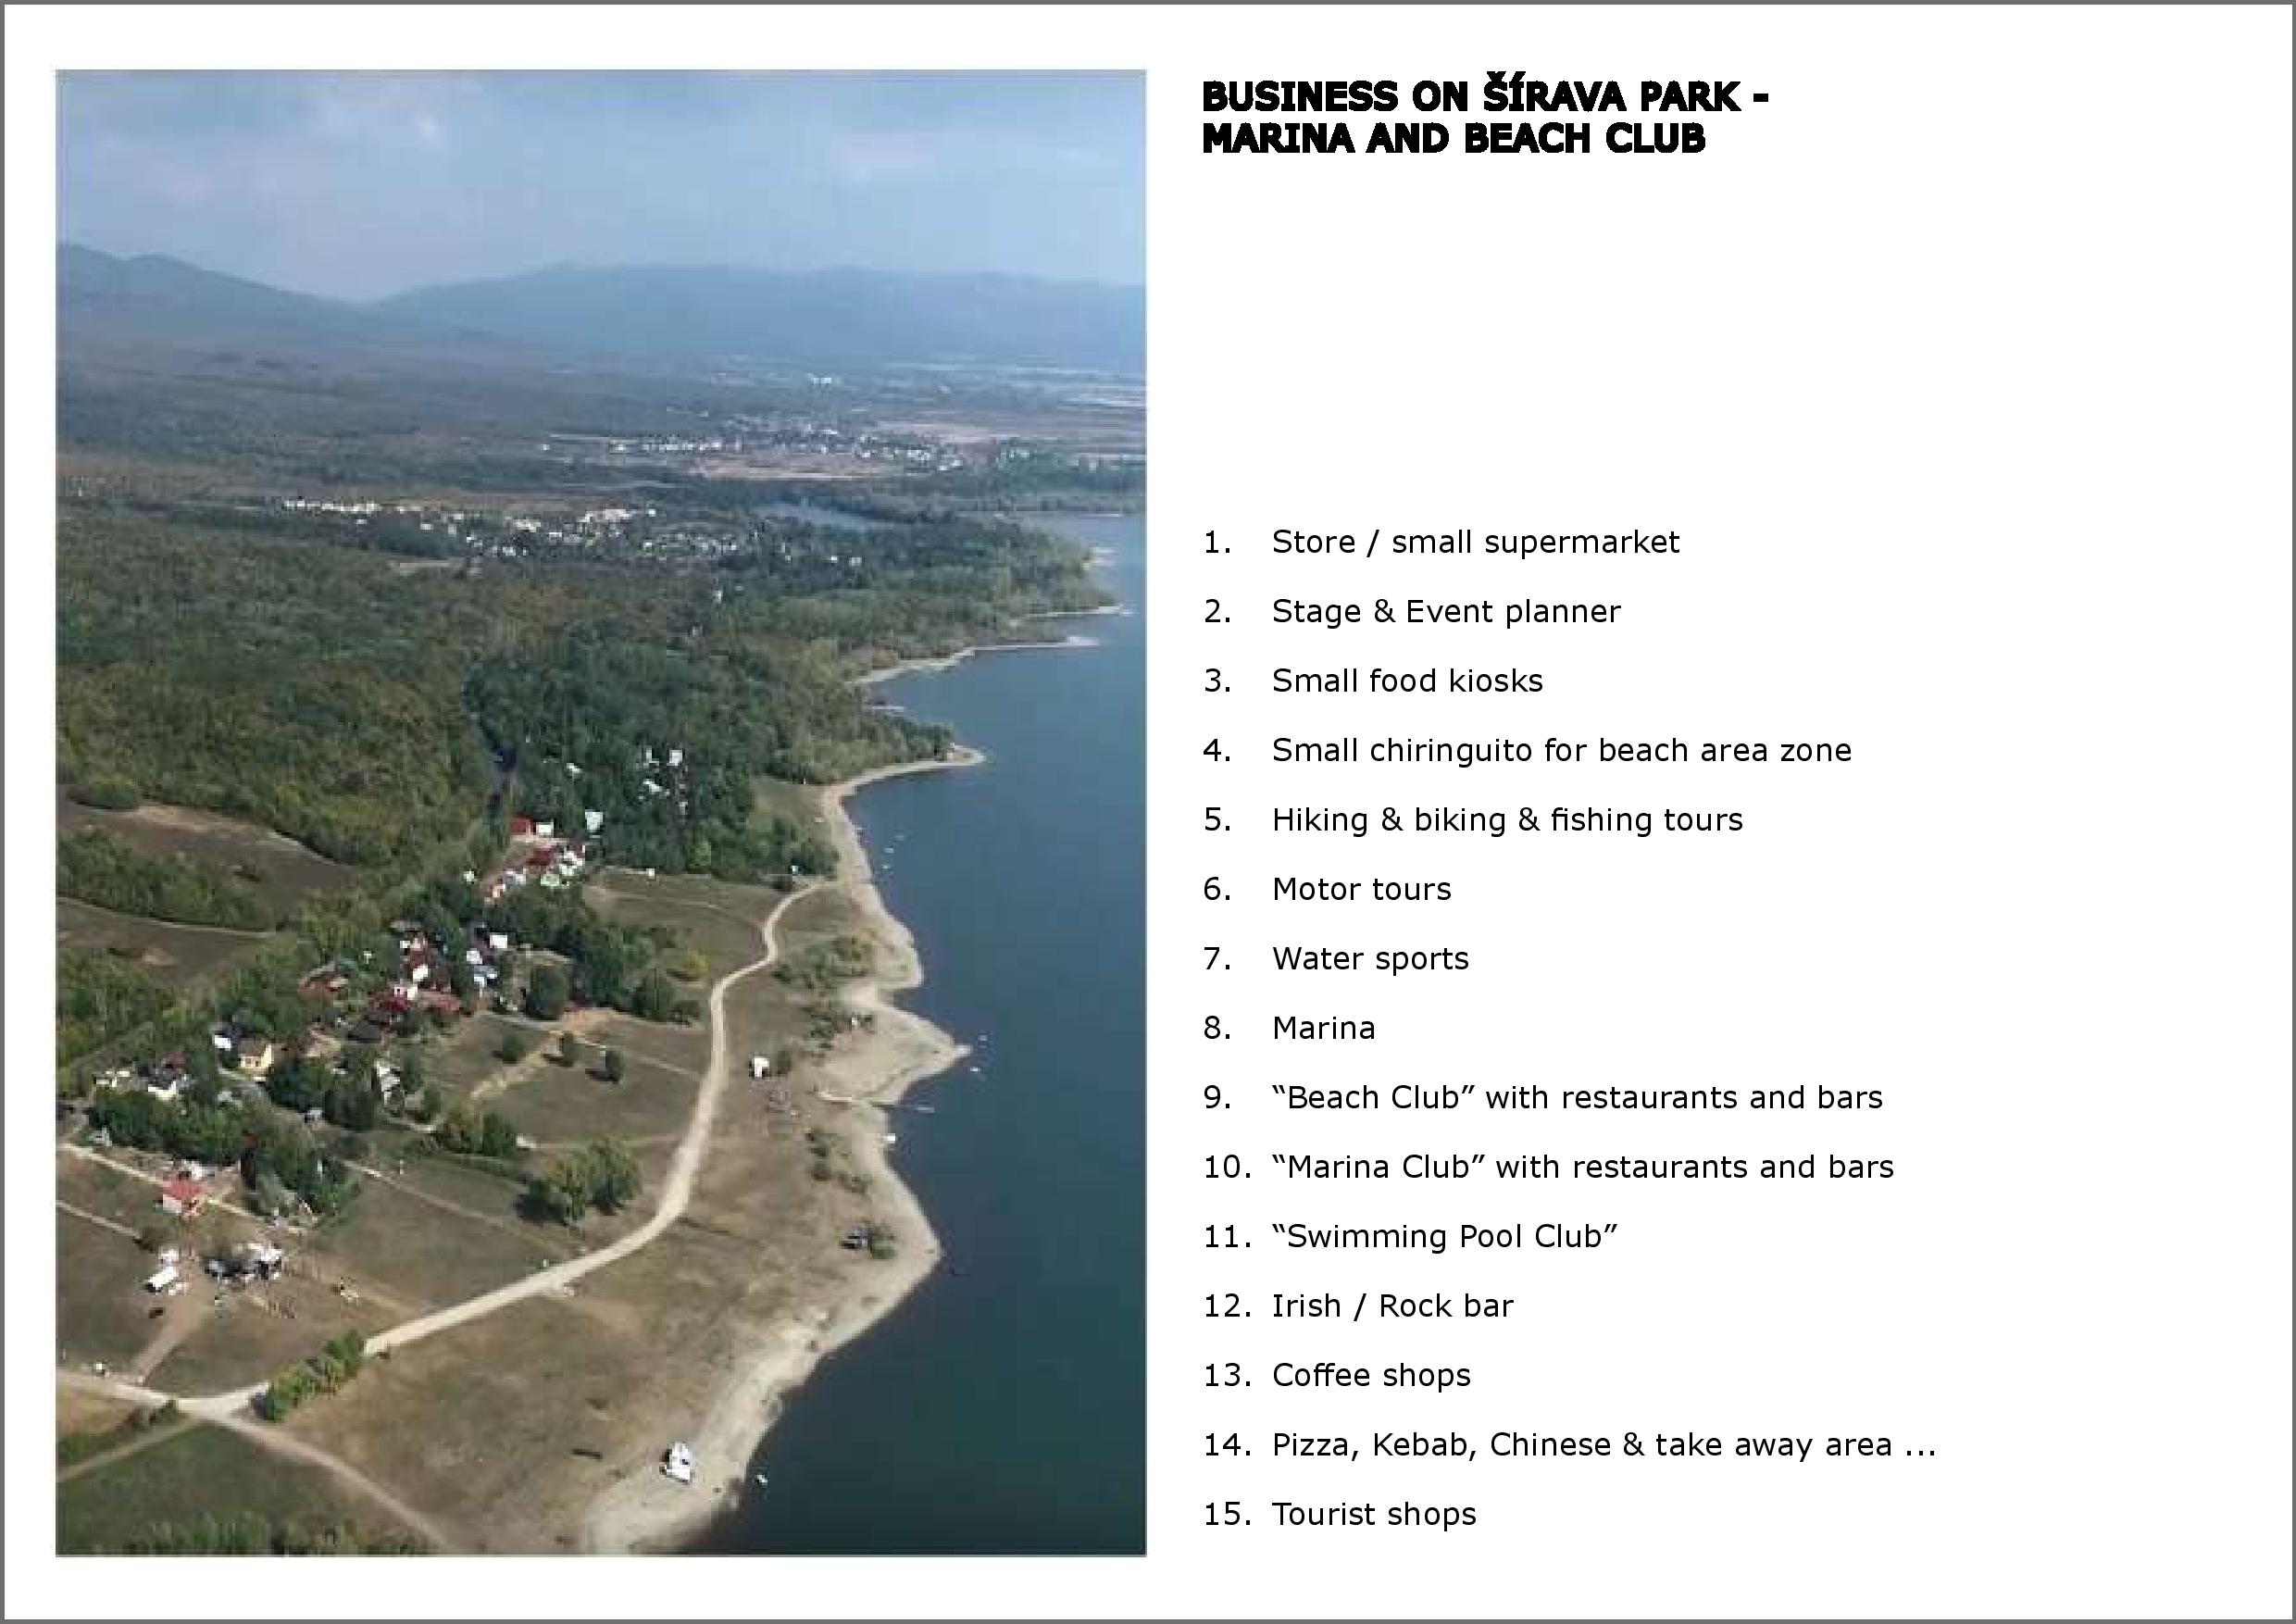 BUSINESS ON ŠÍRAVA PARK -
MARINA AND BEACH CLUB
1. Store / small supermarket
2. Stage & Event planner
3. Small food kiosks
4. Small chiringuito for beach area zone
5. Hiking & biking & fishing tours
6. Motor tours
7. Water sports
8. Marina
9. “Beach Club” with restaurants and bars
10. “Marina Club” with restaurants and bars
11. “Swimming Pool Club”
12. Irish / Rock bar
13. Coffee shops
14. Pizza, Kebab, Chinese & take away area ...
15. Tourist shops